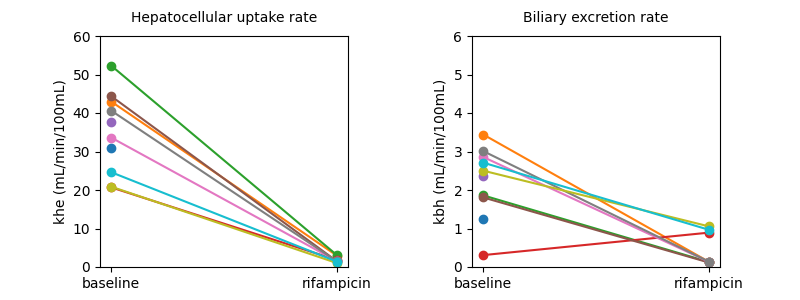 Hepatocellular uptake rate
60
50
40
30
20
10
0
khe (mL/min/100mL)
baseline
rifampicin
Biliary excretion rate
6
5
4
3
2
1
0
kbh (mL/min/100mL)
baseline
rifampicin